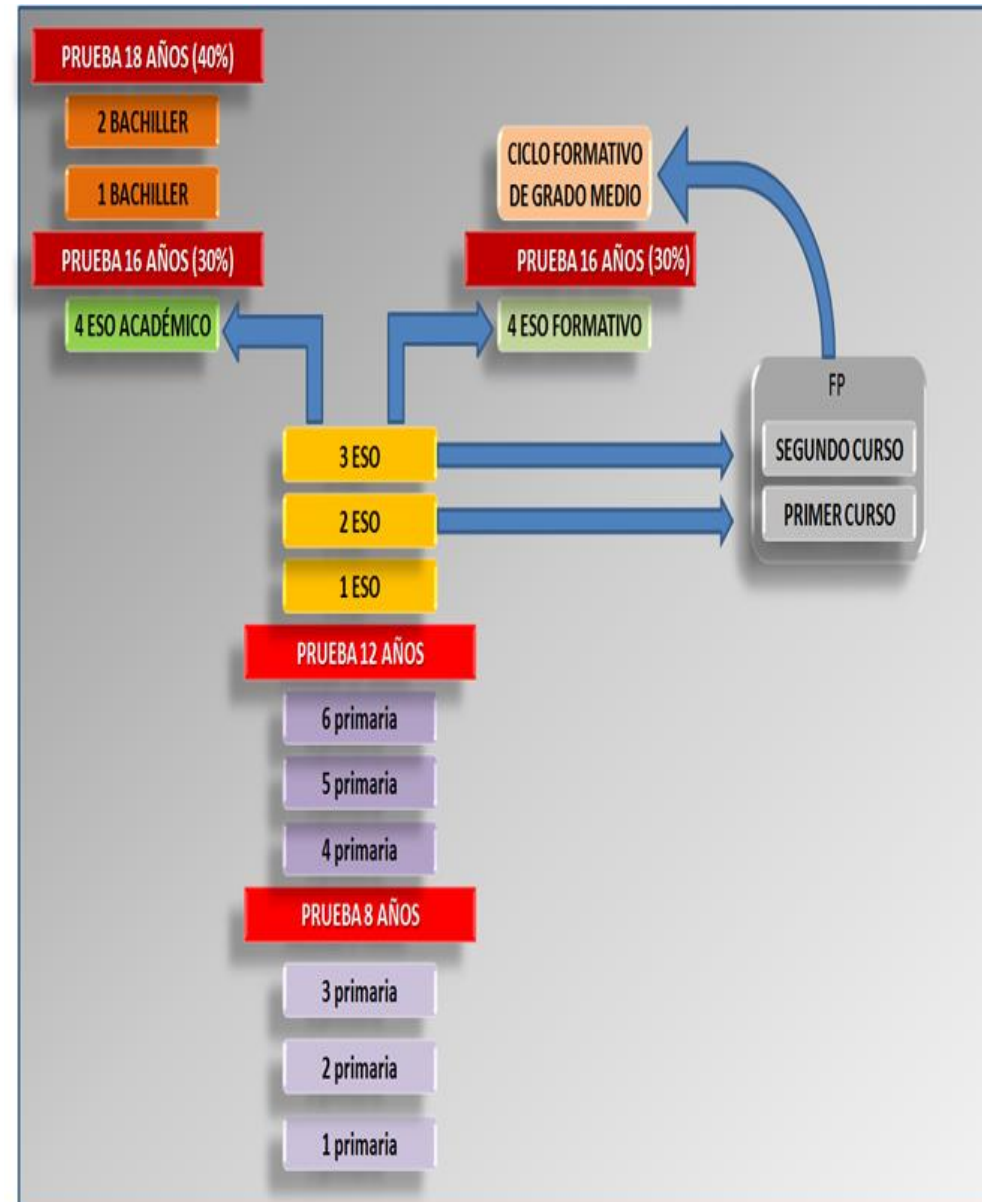 PRUEBA 18 AÑOS (40%)
2 BACHILLER
1 BACHILLER
PRUEBA 16 AÑOS (30%)
4 ESO ACADÉMICO
CICLO FORMATIVO
DE GRADO MEDIO
PRUEBA 16 AÑOS (30%)
4 ESO FORMATIVO
FP
SEGUNDO CURSO
PRIMER CURSO
3 ESO
2 ESO
1 ESO
PRUEBA 12 AÑOS
6 primaria
5 primaria
4 primaria
PRUEBA 8 AÑOS
3 primaria
2 primaria
1 primaria